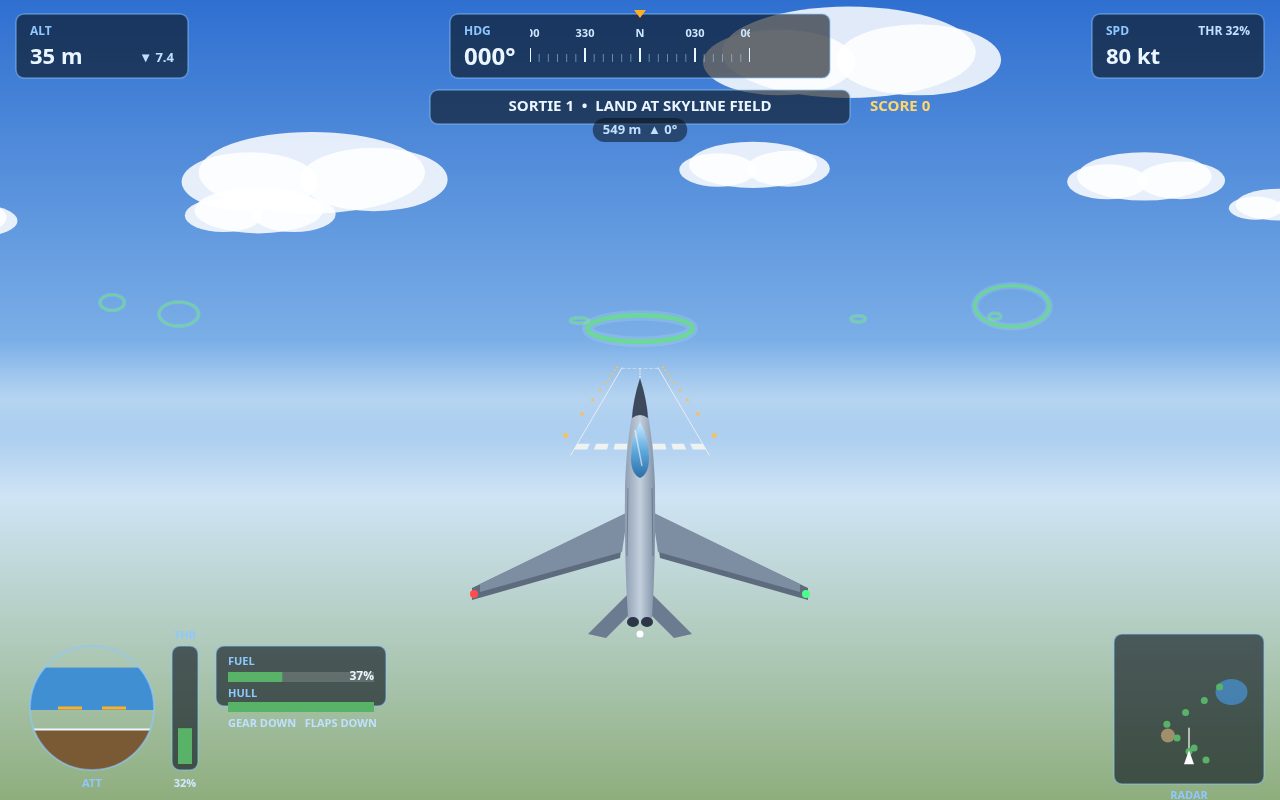 ALT
35 m
▼ 7.4
HDG
000°
330 N 030
SPD
THR 32%
80 kt
SORTIE 1 • LAND AT SKYLINE FIELD
SCORE 0
549 m ▲ 0°
THR
FUEL
37%
HULL
GEAR DOWN FLAPS DOWN
ATT
32%
RADAR